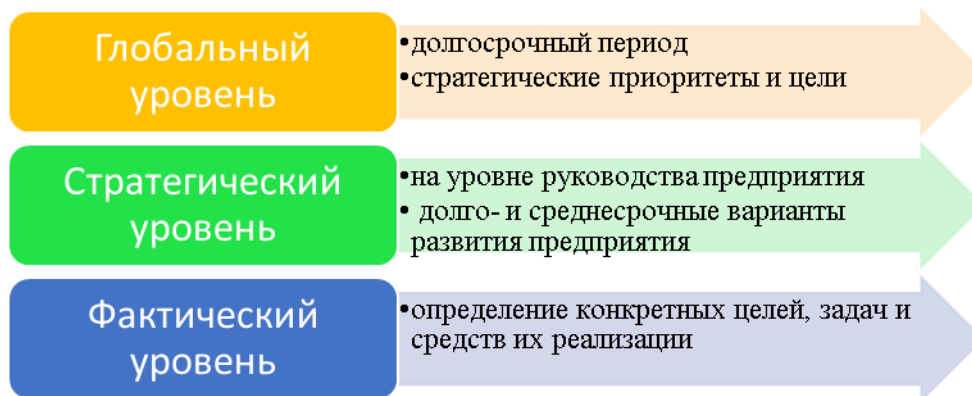 Глобальный
уровень
•долгосрочный период
•стратегические приоритеты и цели
Стратегический
уровень
•на уровне руководства предприятия
• долго- и среднесрочные варианты
развития предприятия
Фактический
уровень
•определение конкретных целей, задач и
средств их реализации